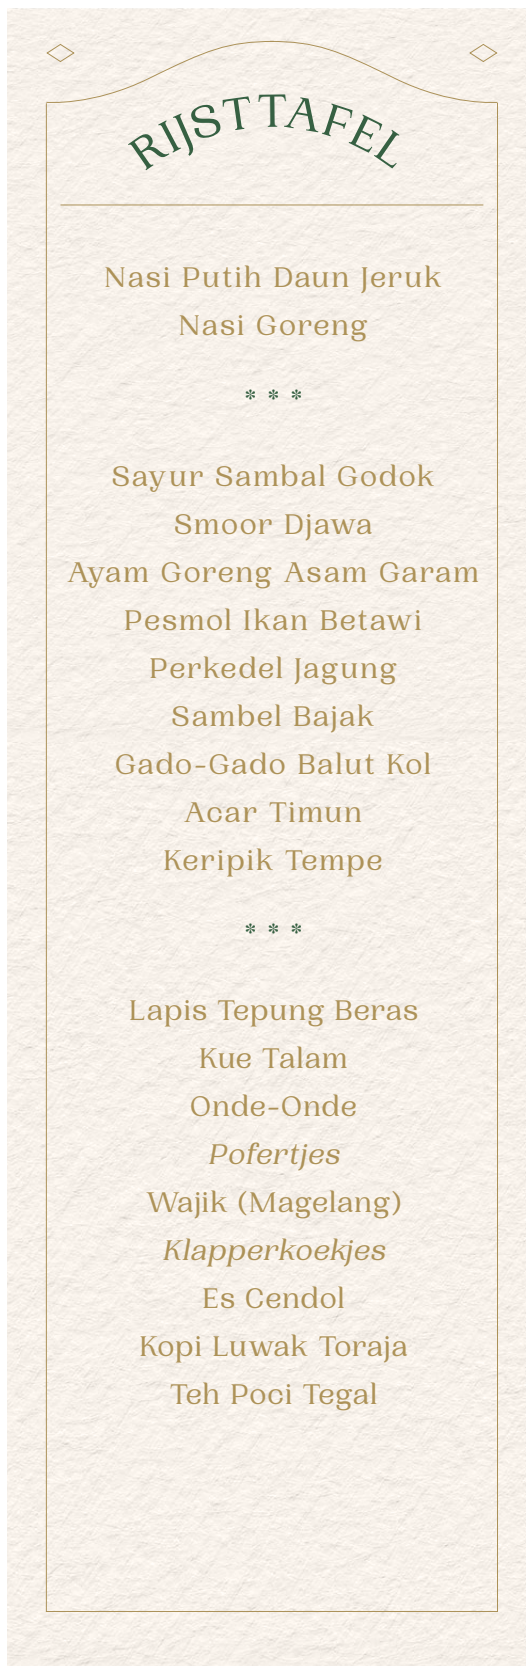 RIJSTTAFEL
Nasi Putih Daun Jeruk
Nasi Goreng
* * *
Sayur Sambal Godok
Smoor Djawa
Ayam Goreng Asam Garam
Pesmol Ikan Betawi
Perkedel Jagung
Sambel Bajak
Gado-Gado Balut Kol
Acar Timun
Keripik Tempe
* * *
Lapis Tepung Beras
Kue Talam
Onde-Onde
Pofertjes
Wajik (Magelang)
Klapperkoekjes
Es Cendol
Kopi Luwak Toraja
Teh Poci Tegal